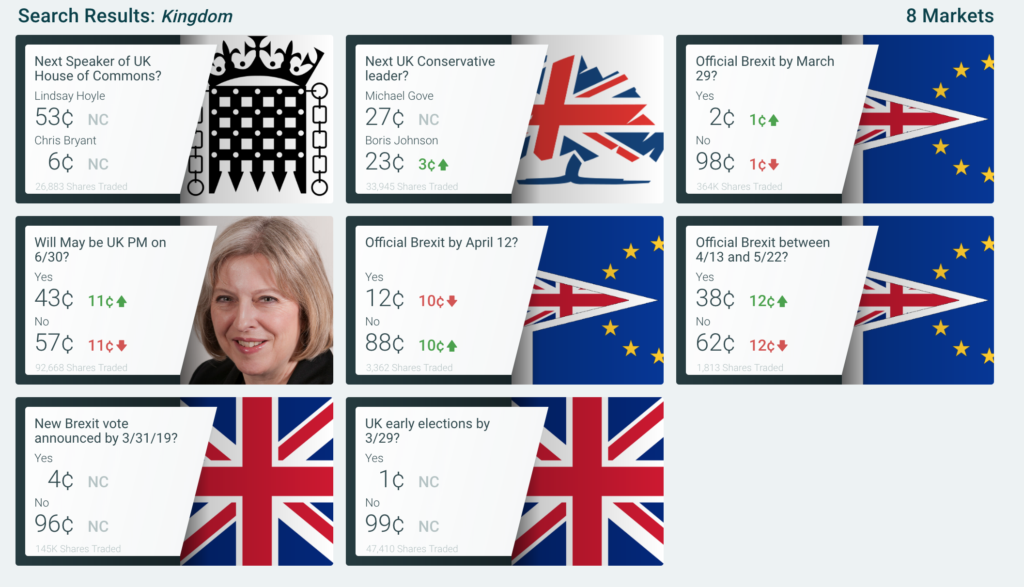 Search Results: Kingdom
8 Markets
Next Speaker of UK
House of Commons?
Lindsay Hoyle
53¢ NC
Chris Bryant
6¢ NC
26,883 Shares Traded
Next UK Conservative
leader?
Michael Gove
27¢ NC
Boris Johnson
23¢ 3¢
33,945 Shares Traded
Official Brexit by March
29?
Yes
2¢ 1¢
No
98¢ 1¢
364K Shares Traded
Will May be UK PM on
6/30?
Yes
43¢ 11¢
No
57¢ 11¢
92,668 Shares Traded
Official Brexit by April 12?
Yes
12¢ 10¢
No
88¢ 10¢
3,362 Shares Traded
Official Brexit between
4/13 and 5/22?
Yes
38¢ 12¢
No
62¢ 12¢
1,813 Shares Traded
New Brexit vote
announced by 3/31/19?
Yes
4¢ NC
No
96¢ NC
145K Shares Traded
UK early elections by
3/29?
Yes
1¢ NC
No
99¢ NC
47,410 Shares Traded